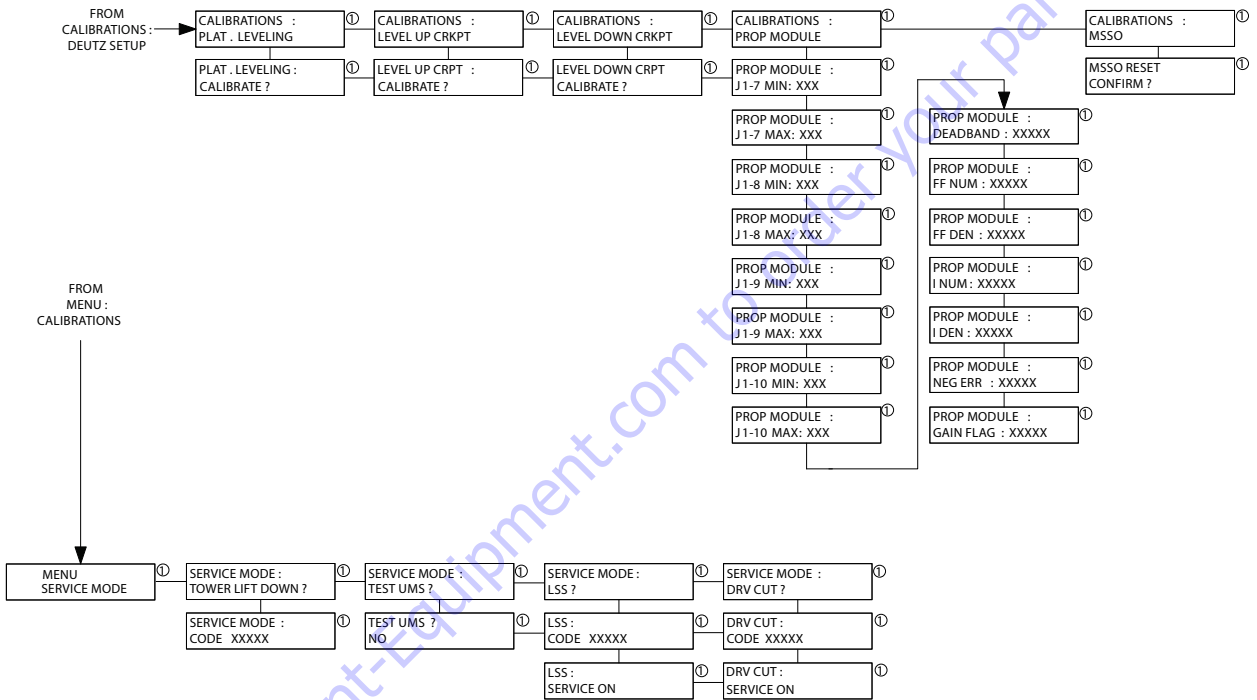 FROM
CALIBRATIONS :
DEUTZ SETUP
CALIBRATIONS :
PLAT . LEVELING
①
CALIBRATIONS :
LEVEL UP CRKPT
①
CALIBRATIONS :
LEVEL DOWN CRKPT
①
CALIBRATIONS :
PROP MODULE
①
CALIBRATIONS :
MSSO
①
PLAT . LEVELING :
CALIBRATE ?
①
LEVEL UP CRPT :
CALIBRATE ?
①
LEVEL DOWN CRPT
CALIBRATE ?
①
PROP MODULE :
J1-7 MIN: XXX
①
MSSO RESET
CONFIRM ?
①
PROP MODULE :
J1-7 MAX: XXX
①
PROP MODULE :
J1-8 MIN: XXX
①
PROP MODULE :
J1-8 MAX: XXX
①
PROP MODULE :
J1-9 MIN: XXX
①
PROP MODULE :
J1-9 MAX: XXX
①
PROP MODULE :
J1-10 MIN: XXX
①
PROP MODULE :
J1-10 MAX: XXX
①
PROP MODULE :
DEADBAND : XXXXX
①
PROP MODULE :
FF NUM : XXXXX
①
PROP MODULE :
FF DEN : XXXXX
①
PROP MODULE :
I NUM : XXXXX
①
PROP MODULE :
I DEN : XXXXX
①
PROP MODULE :
NEG ERR : XXXXX
①
PROP MODULE :
GAIN FLAG : XXXXX
①
FROM
MENU :
CALIBRATIONS
MENU
SERVICE MODE
①
SERVICE MODE :
TOWER LIFT DOWN ?
①
SERVICE MODE :
TEST UMS ?
①
SERVICE MODE :
LSS ?
①
SERVICE MODE :
DRV CUT ?
①
SERVICE MODE :
CODE XXXXX
①
TEST UMS ?
NO
①
LSS :
CODE XXXXX
①
DRV CUT :
CODE XXXXX
①
LSS :
SERVICE ON
①
DRV CUT :
SERVICE ON
①
nt-Equipment.com to order your par